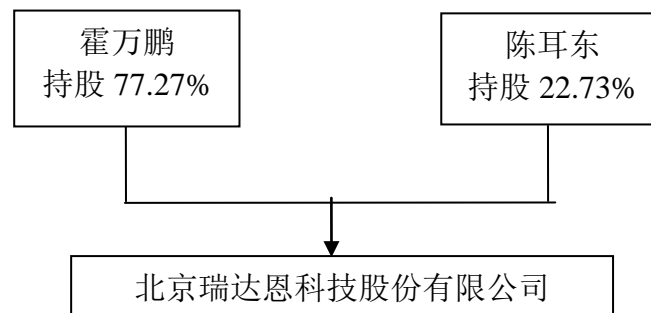 霍万鹏
持股 77.27%
陈耳东
持股 22.73%
北京瑞达恩科技股份有限公司